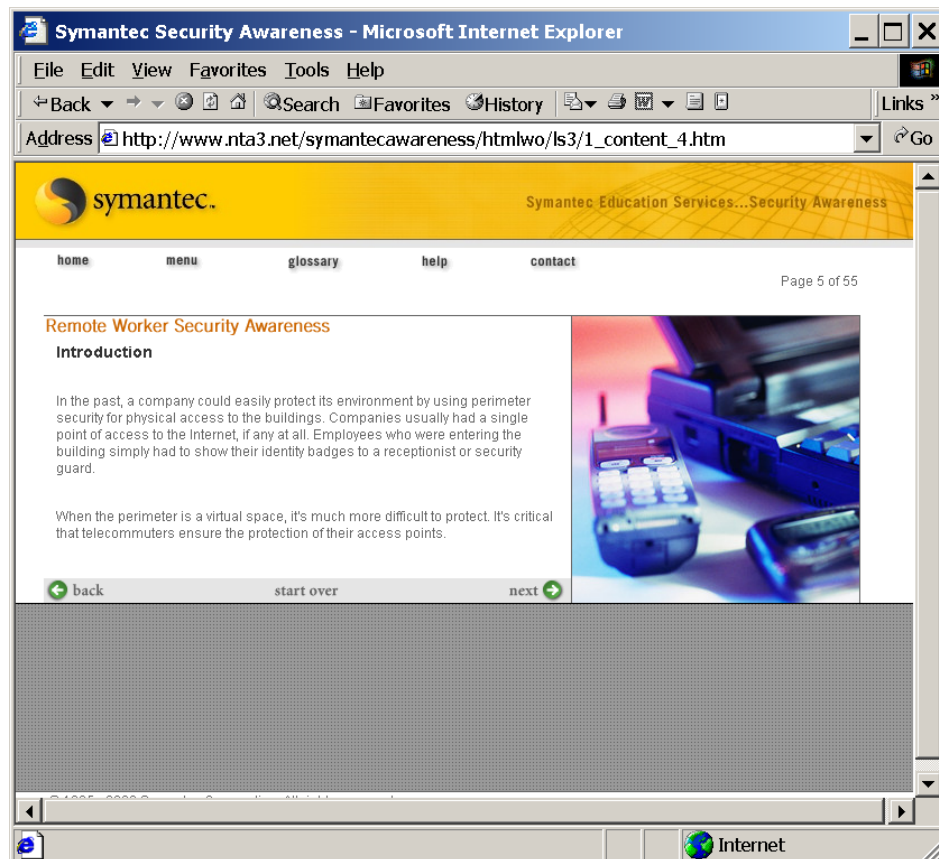 Symantec Security Awareness - Microsoft Internet Explorer
File Edit View Favorites Tools Help
Back Search Favorites History Links »
Address http://www.nta3.net/symantecawareness/htmlwo/ls3/1_content_4.htm Go
symantec™ Symantec Education Services...Security Awareness
home menu glossary help contact
Page 5 of 55
Remote Worker Security Awareness
Introduction
In the past, a company could easily protect its environment by using perimeter
security for physical access to the buildings. Companies usually had a single
point of access to the Internet, if any at all. Employees who were entering the
building simply had to show their identity badges to a receptionist or security
guard.
When the perimeter is a virtual space, it's much more difficult to protect. It's critical
that telecommuters ensure the protection of their access points.
back start over next
Internet